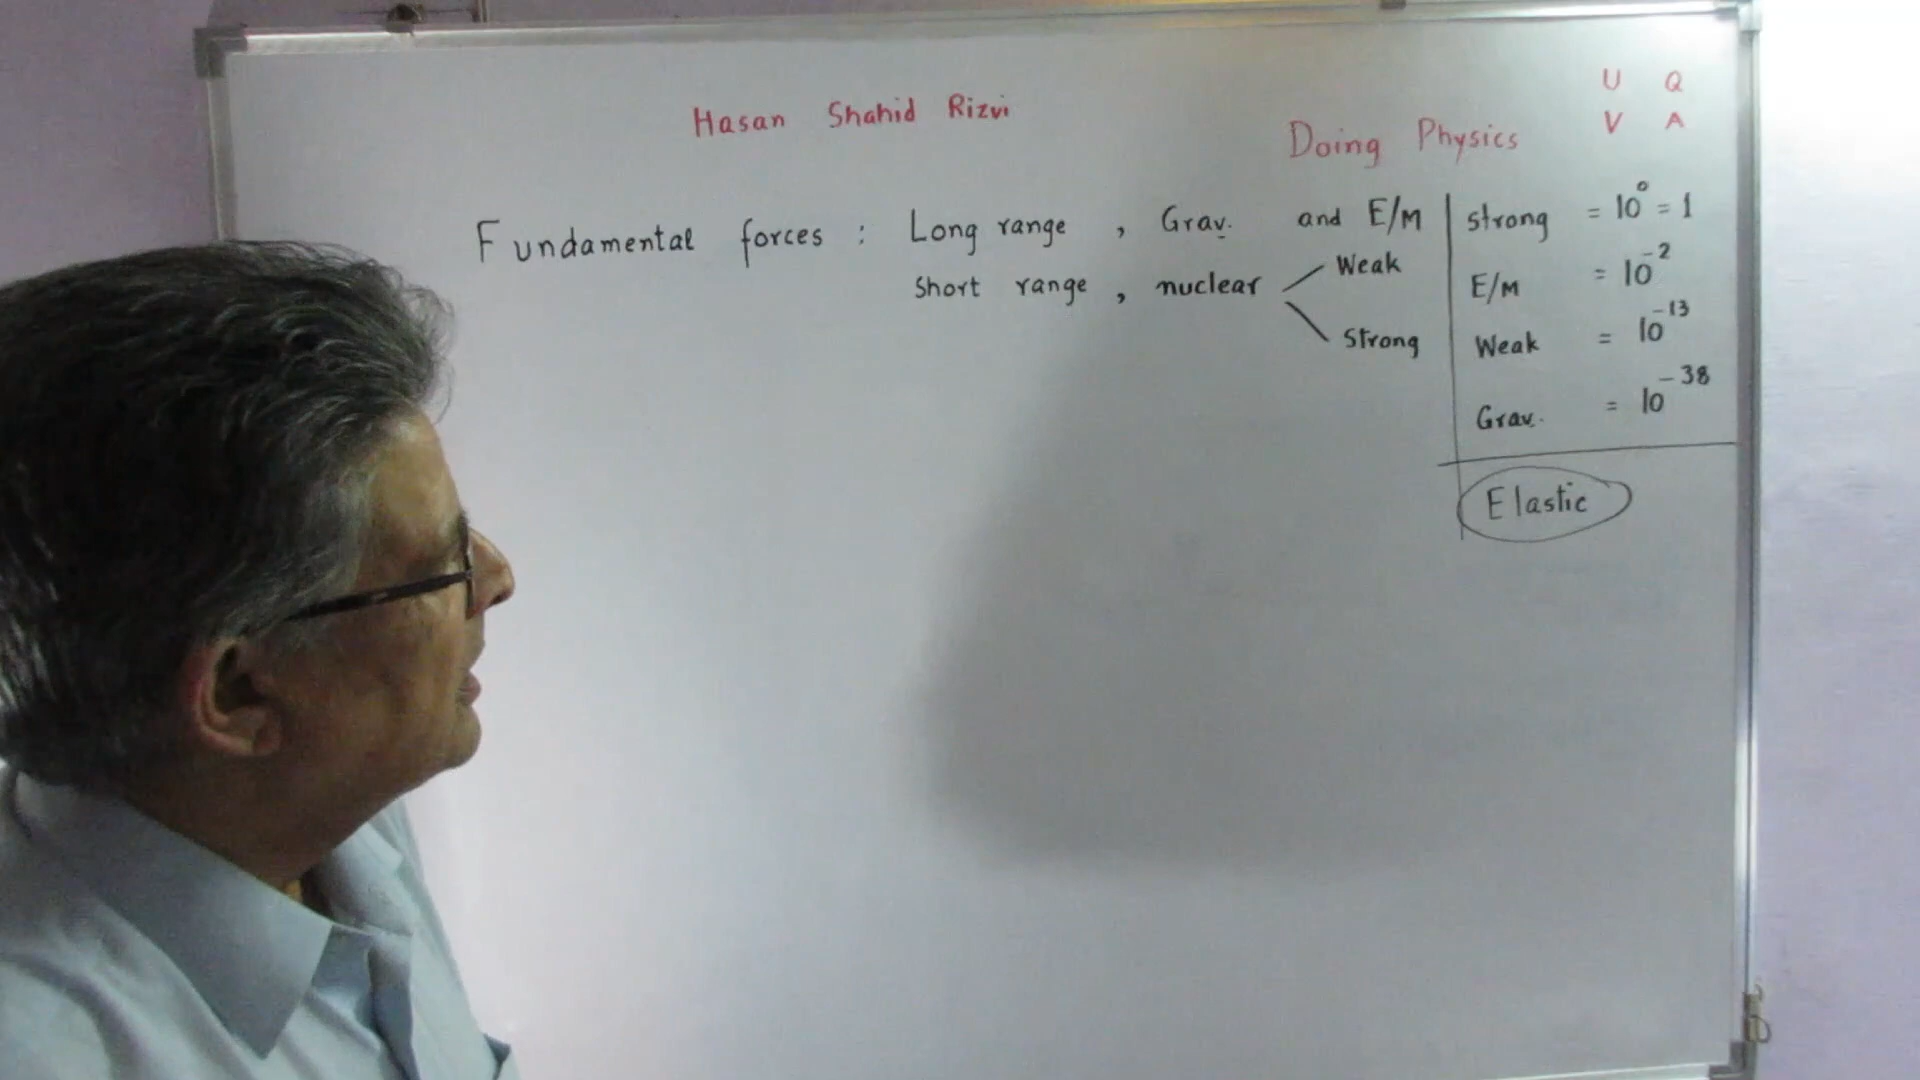 Hasan Shahid Rizvi
Doing Physics
U Q
V A
Fundamental forces : Long range , Grav. and E/M
Short range , nuclear
Weak
Strong
Strong = 10⁰ = 1
E/M = 10⁻²
Weak = 10⁻¹³
Grav. = 10⁻³⁸
Elastic